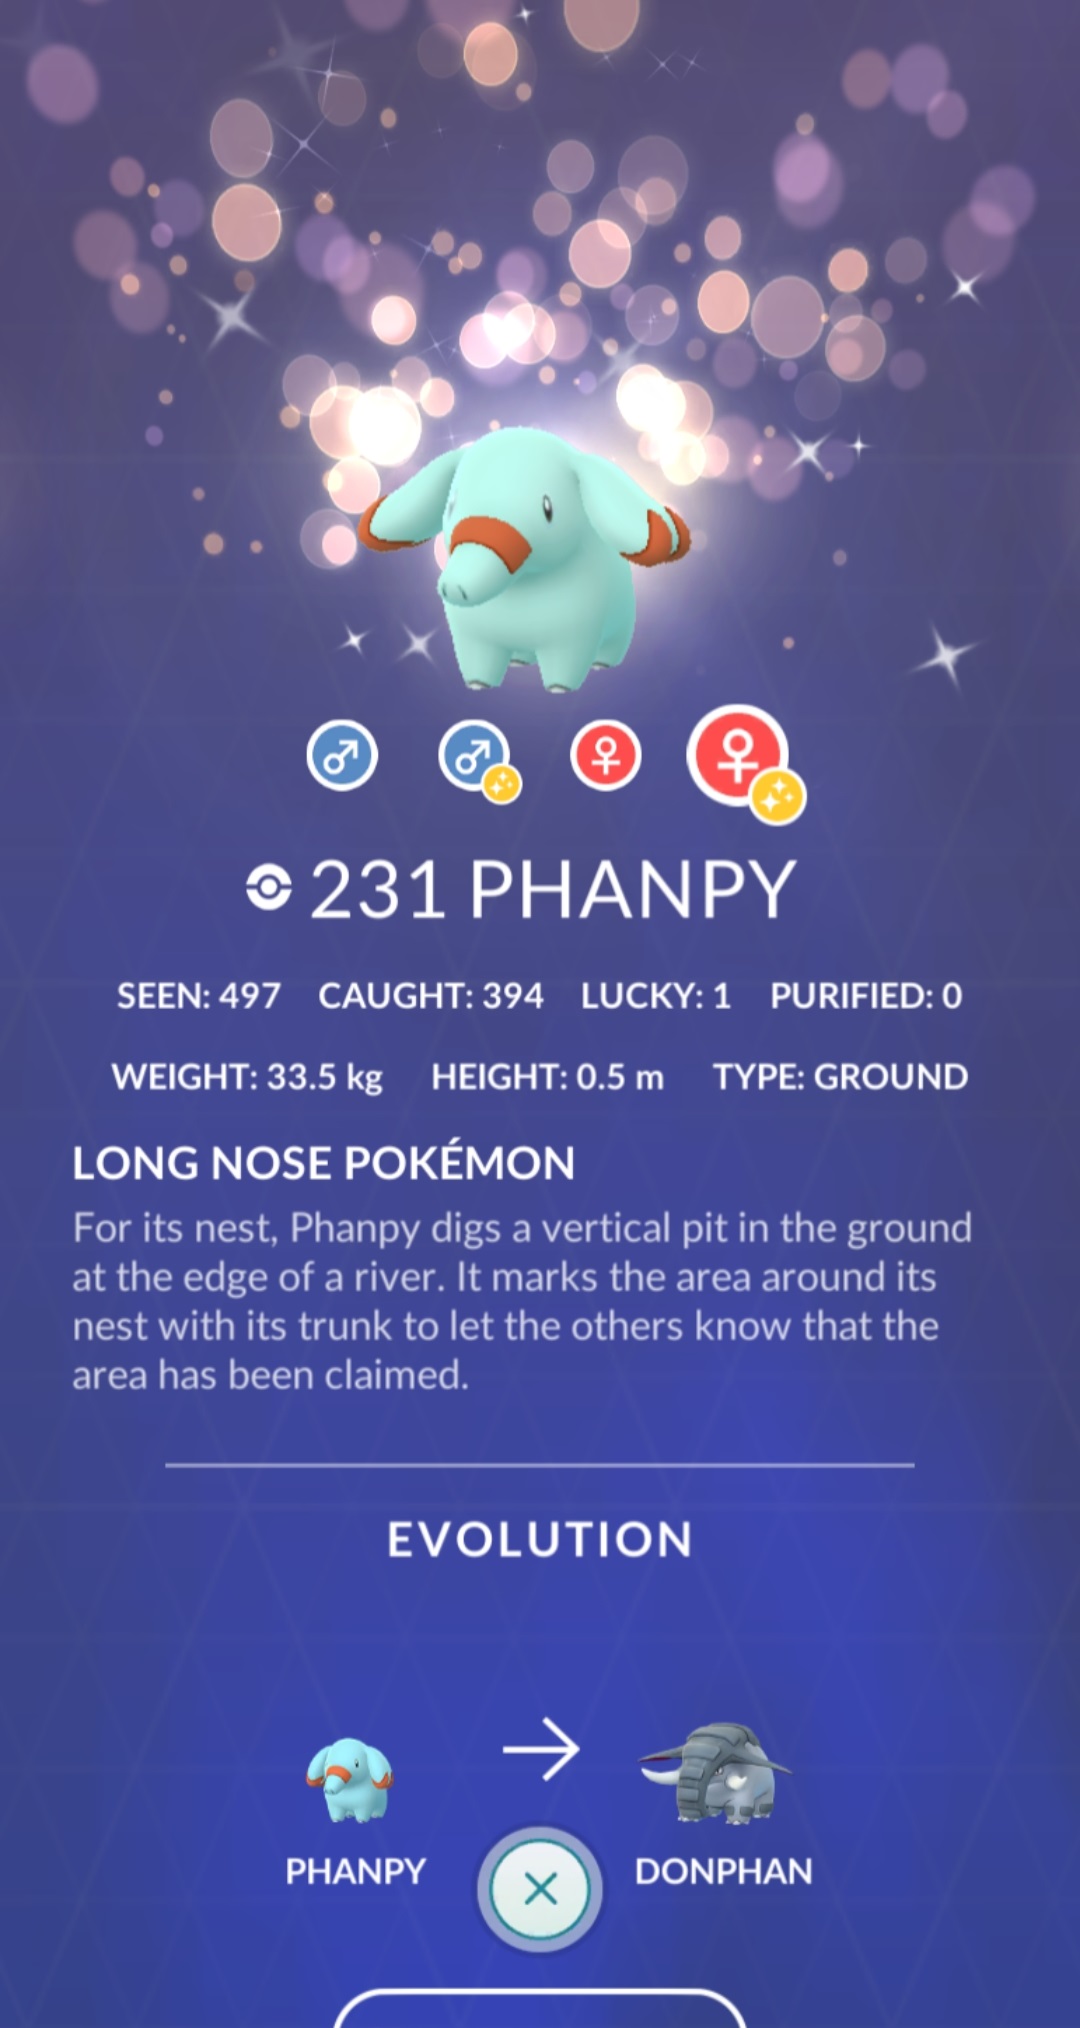 231 PHANPY
SEEN: 497 CAUGHT: 394 LUCKY: 1 PURIFIED: 0
WEIGHT: 33.5 kg HEIGHT: 0.5 m TYPE: GROUND
LONG NOSE POKÉMON
For its nest, Phanpy digs a vertical pit in the ground
at the edge of a river. It marks the area around its
nest with its trunk to let the others know that the
area has been claimed.
EVOLUTION
PHANPY DONPHAN